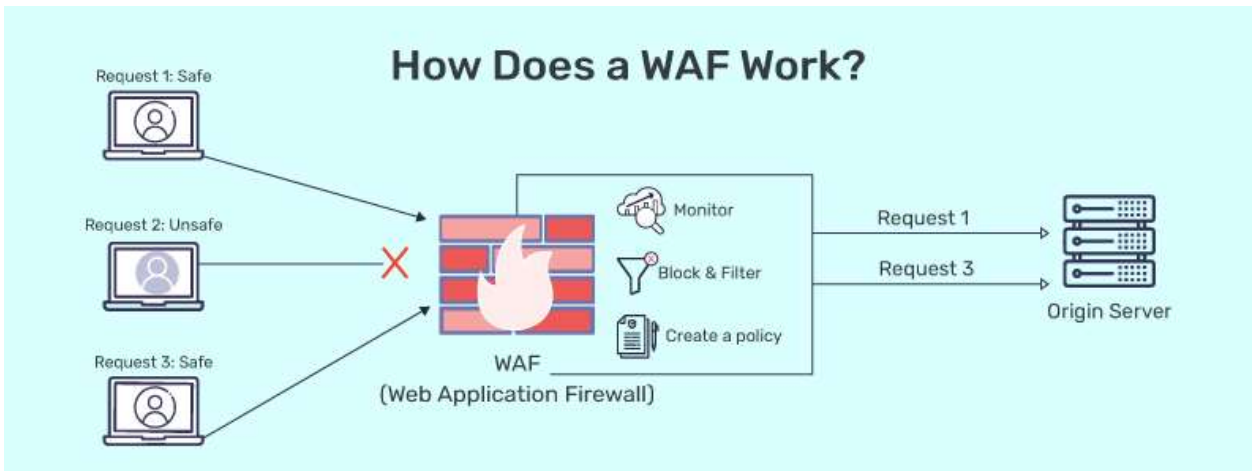 How Does a WAF Work?
Request 1: Safe
Request 2: Unsafe
Request 3: Safe
WAF
(Web Application Firewall)
Monitor
Block & Filter
Create a policy
Request 1
Request 3
Origin Server